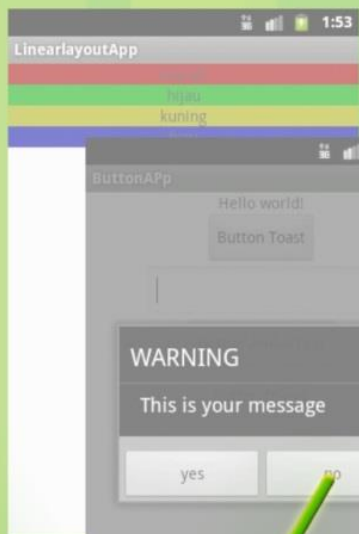 1:53
LinearlayoutApp
hijau
kuning
ButtonAPp
Hello world!
Button Toast
WARNING
This is your message
yes
no